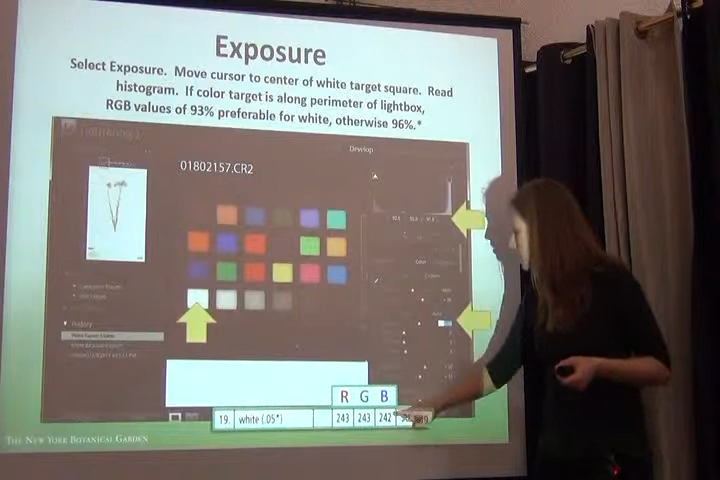 Exposure
Select Exposure. Move cursor to center of white target square. Read
histogram. If color target is along perimeter of lightbox,
RGB values of 93% preferable for white, otherwise 96%.*
Develop
01802157.CR2
R G B
19. white (.05*) 243 243 242
THE NEW YORK BOTANICAL GARDEN